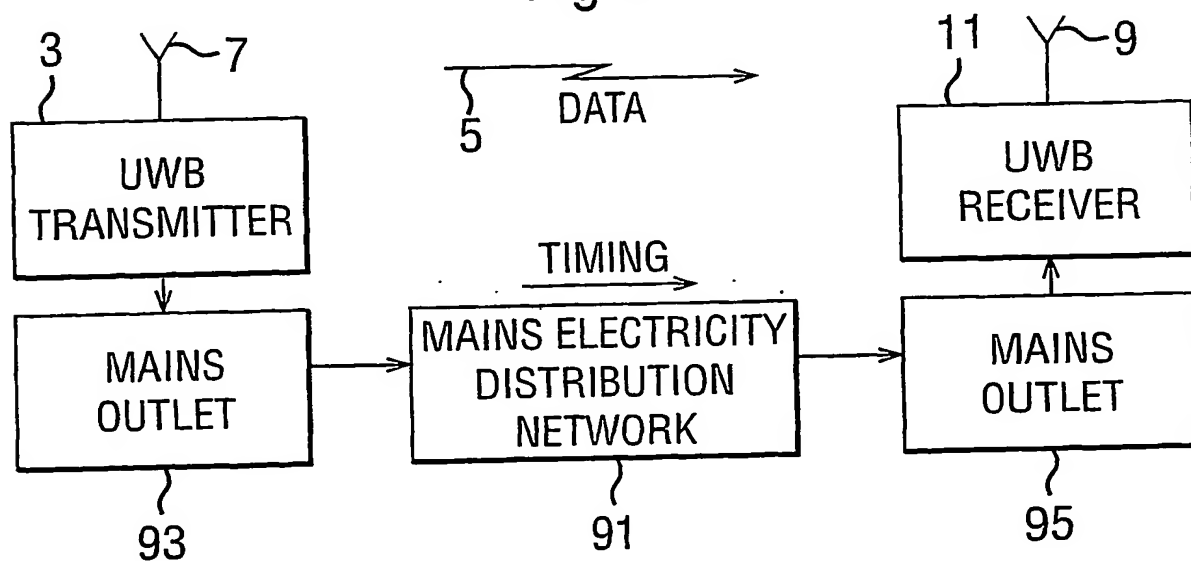 3
7
11
9
5
DATA
UWB
TRANSMITTER
UWB
RECEIVER
TIMING
MAINS
OUTLET
MAINS ELECTRICITY
DISTRIBUTION
NETWORK
MAINS
OUTLET
93
91
95